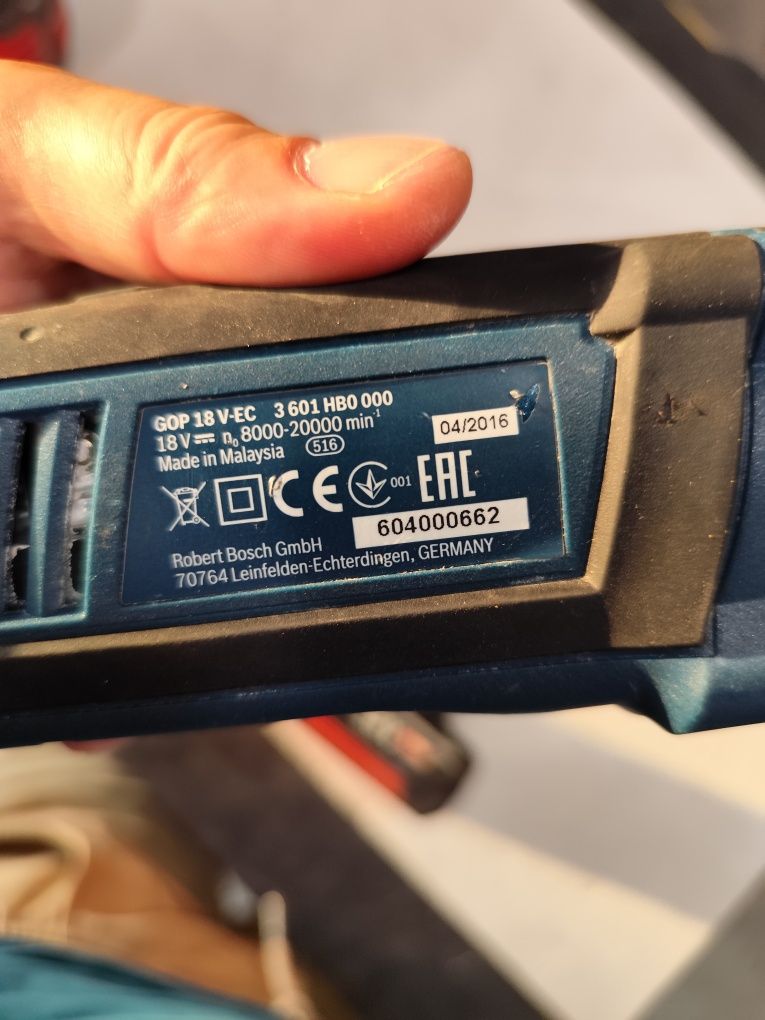 GOP 18 V-EC 3 601 HB0 000
18 V n₀ 8000-20000 min⁻¹
04/2016
Made in Malaysia 516
CE 001 EAC
604000662
Robert Bosch GmbH
70764 Leinfelden-Echterdingen, GERMANY